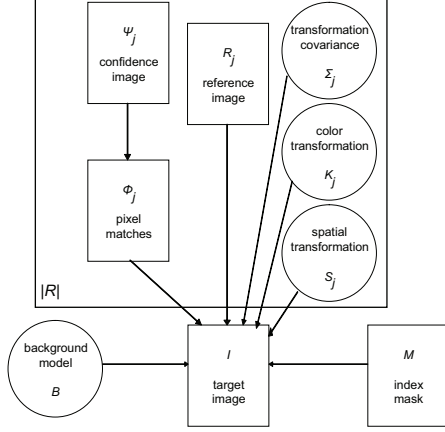 Ψj
confidence
image
Rj
reference
image
transformation
covariance
Σj
color
transformation
Kj
Φj
pixel
matches
spatial
transformation
Sj
|R|
background
model
B
I
target
image
M
index
mask